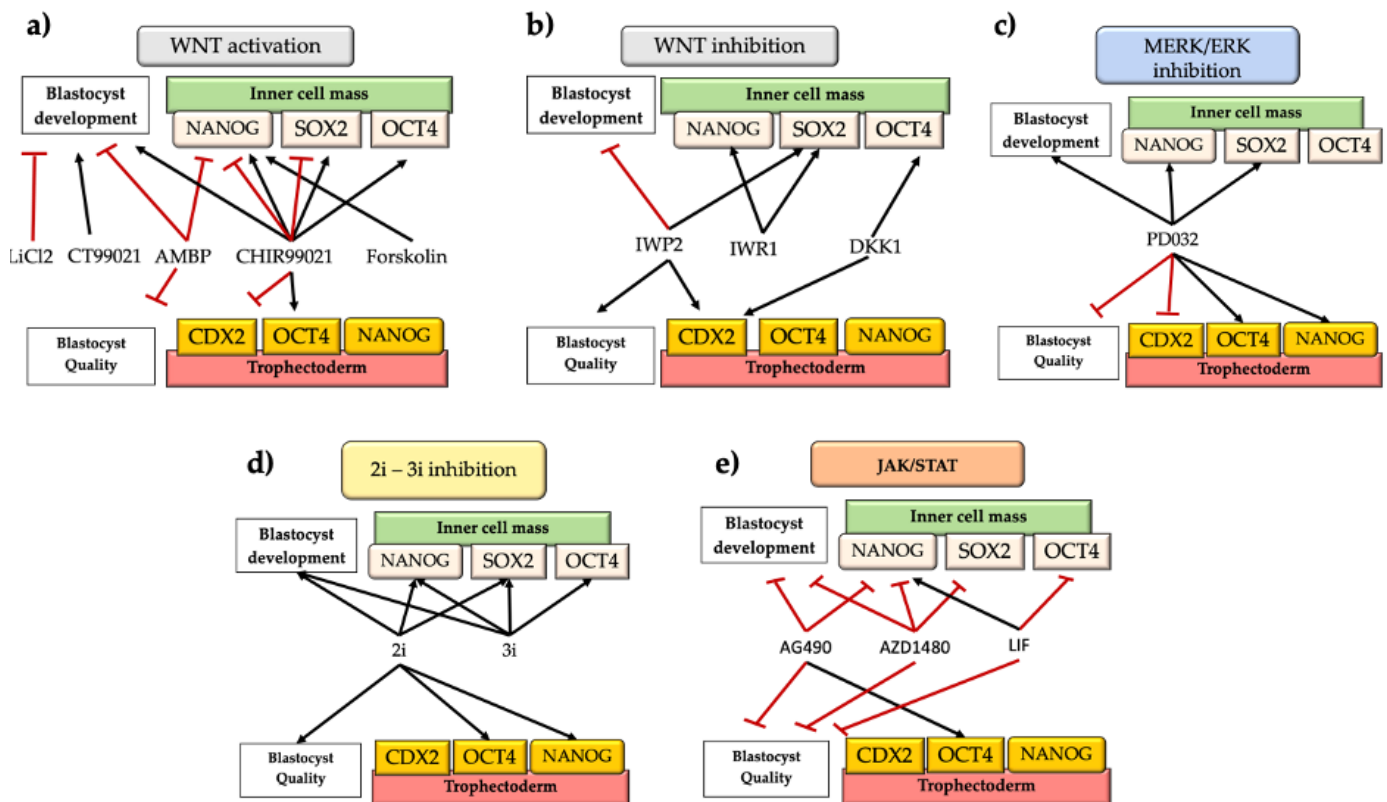 a)
WNT activation
Blastocyst
development
Inner cell mass
NANOG
SOX2
OCT4
LiCl2
CT99021
AMBP
CHIR99021
Forskolin
Blastocyst
Quality
CDX2
OCT4
NANOG
Trophectoderm
b)
WNT inhibition
Blastocyst
development
Inner cell mass
NANOG
SOX2
OCT4
IWP2
IWR1
DKK1
Blastocyst
Quality
CDX2
OCT4
NANOG
Trophectoderm
c)
MERK/ERK
inhibition
Blastocyst
development
Inner cell mass
NANOG
SOX2
OCT4
PD032
Blastocyst
Quality
CDX2
OCT4
NANOG
Trophectoderm
d)
2i – 3i inhibition
Blastocyst
development
Inner cell mass
NANOG
SOX2
OCT4
2i
3i
Blastocyst
Quality
CDX2
OCT4
NANOG
Trophectoderm
e)
JAK/STAT
Blastocyst
development
Inner cell mass
NANOG
SOX2
OCT4
AG490
AZD1480
LIF
Blastocyst
Quality
CDX2
OCT4
NANOG
Trophectoderm